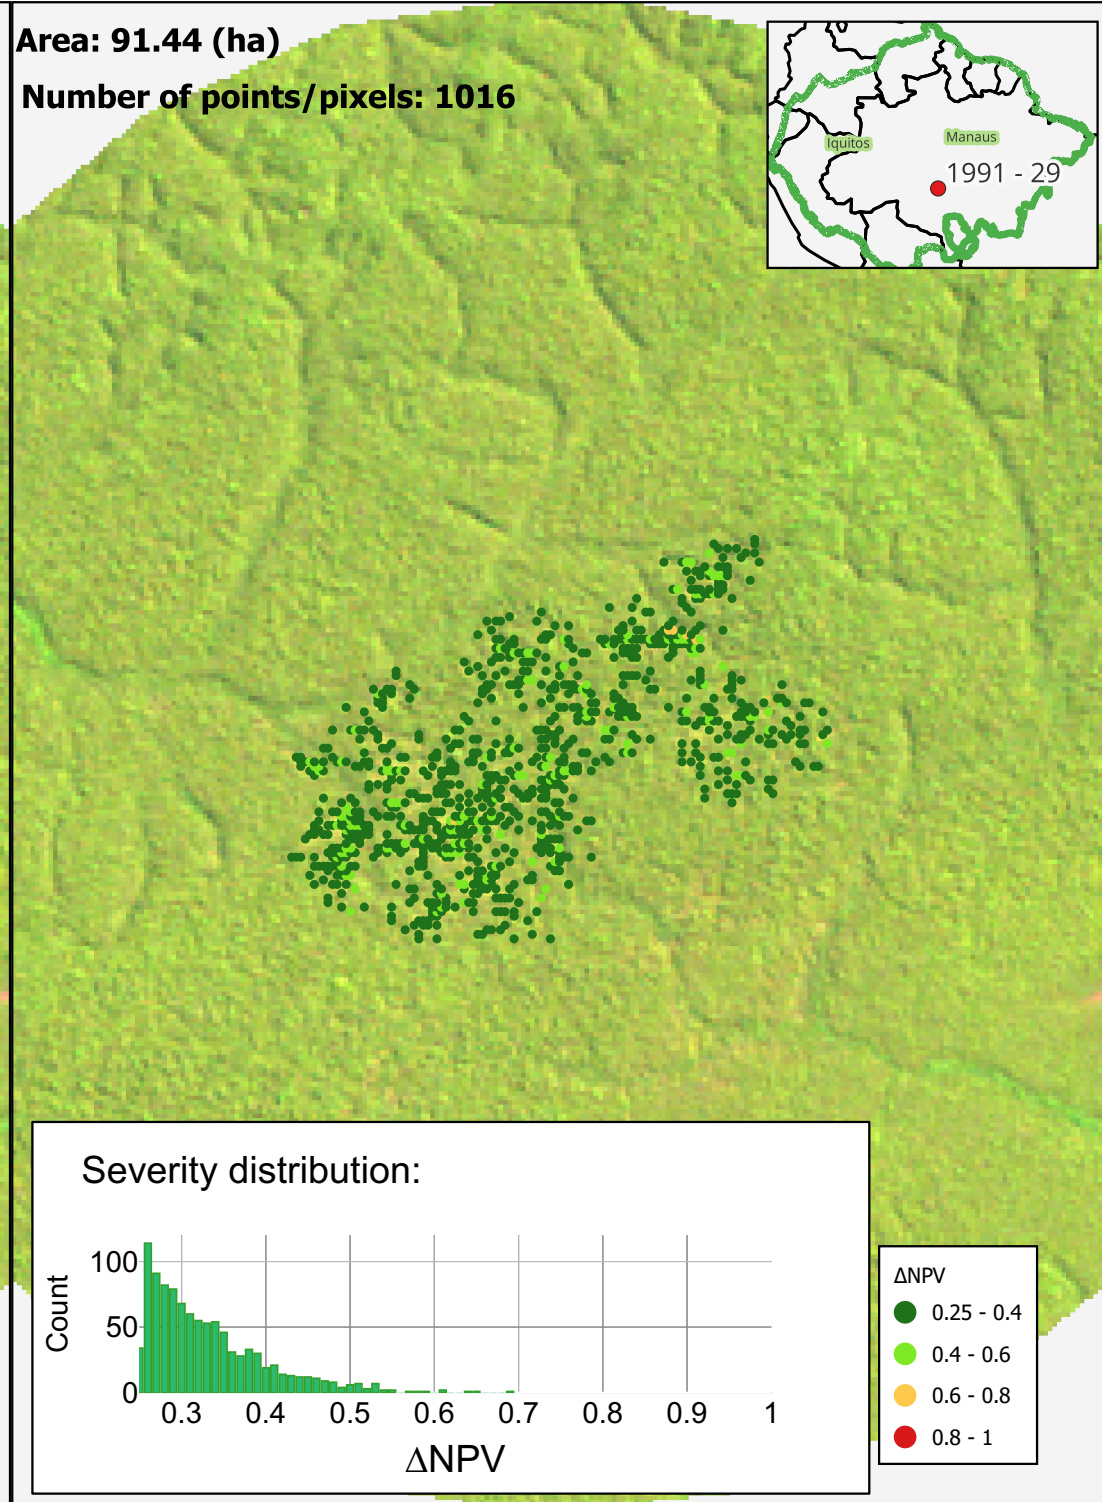 Area: 91.44 (ha)
Number of points/pixels: 1016
Iquitos
Manaus
1991 - 29
Severity distribution:
Count
100
50
0
0.3 0.4 0.5 0.6 0.7 0.8 0.9 1
ΔNPV
ΔNPV
0.25 - 0.4
0.4 - 0.6
0.6 - 0.8
0.8 - 1